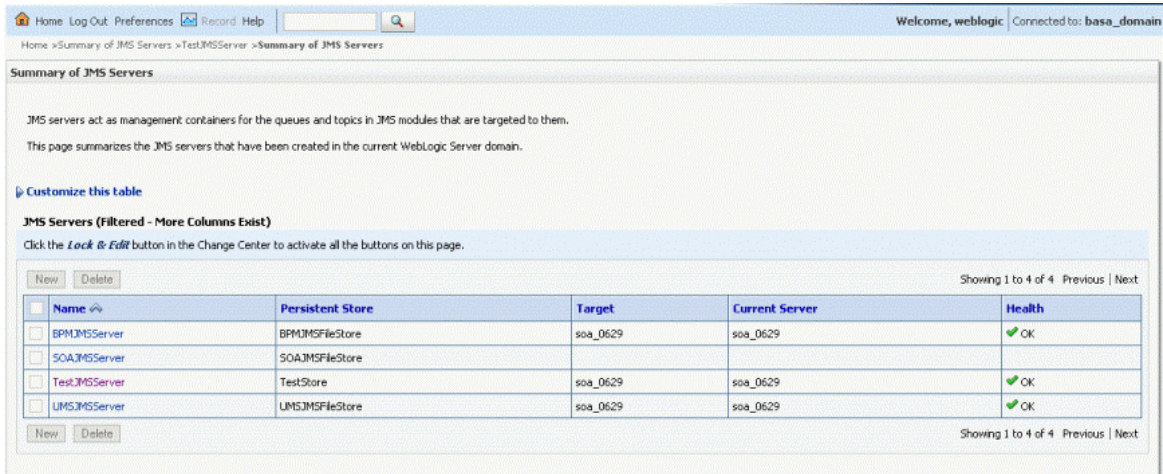 Home Log Out Preferences Record Help Welcome, weblogic Connected to: basa_domain
Home >Summary of JMS Servers >TestJMSServer >Summary of JMS Servers
Summary of JMS Servers
JMS servers act as management containers for the queues and topics in JMS modules that are targeted to them.
This page summarizes the JMS servers that have been created in the current WebLogic Server domain.
Customize this table
JMS Servers (Filtered - More Columns Exist)
Click the Lock & Edit button in the Change Center to activate all the buttons on this page.
New Delete Showing 1 to 4 of 4 Previous | Next
Name Persistent Store Target Current Server Health
BPMJMSServer BPMJMSFileStore soa_0629 soa_0629 OK
SOAJMSServer SOAJMSFileStore
TestJMSServer TestStore soa_0629 soa_0629 OK
UMSJMSServer UMSJMSFileStore soa_0629 soa_0629 OK
New Delete Showing 1 to 4 of 4 Previous | Next